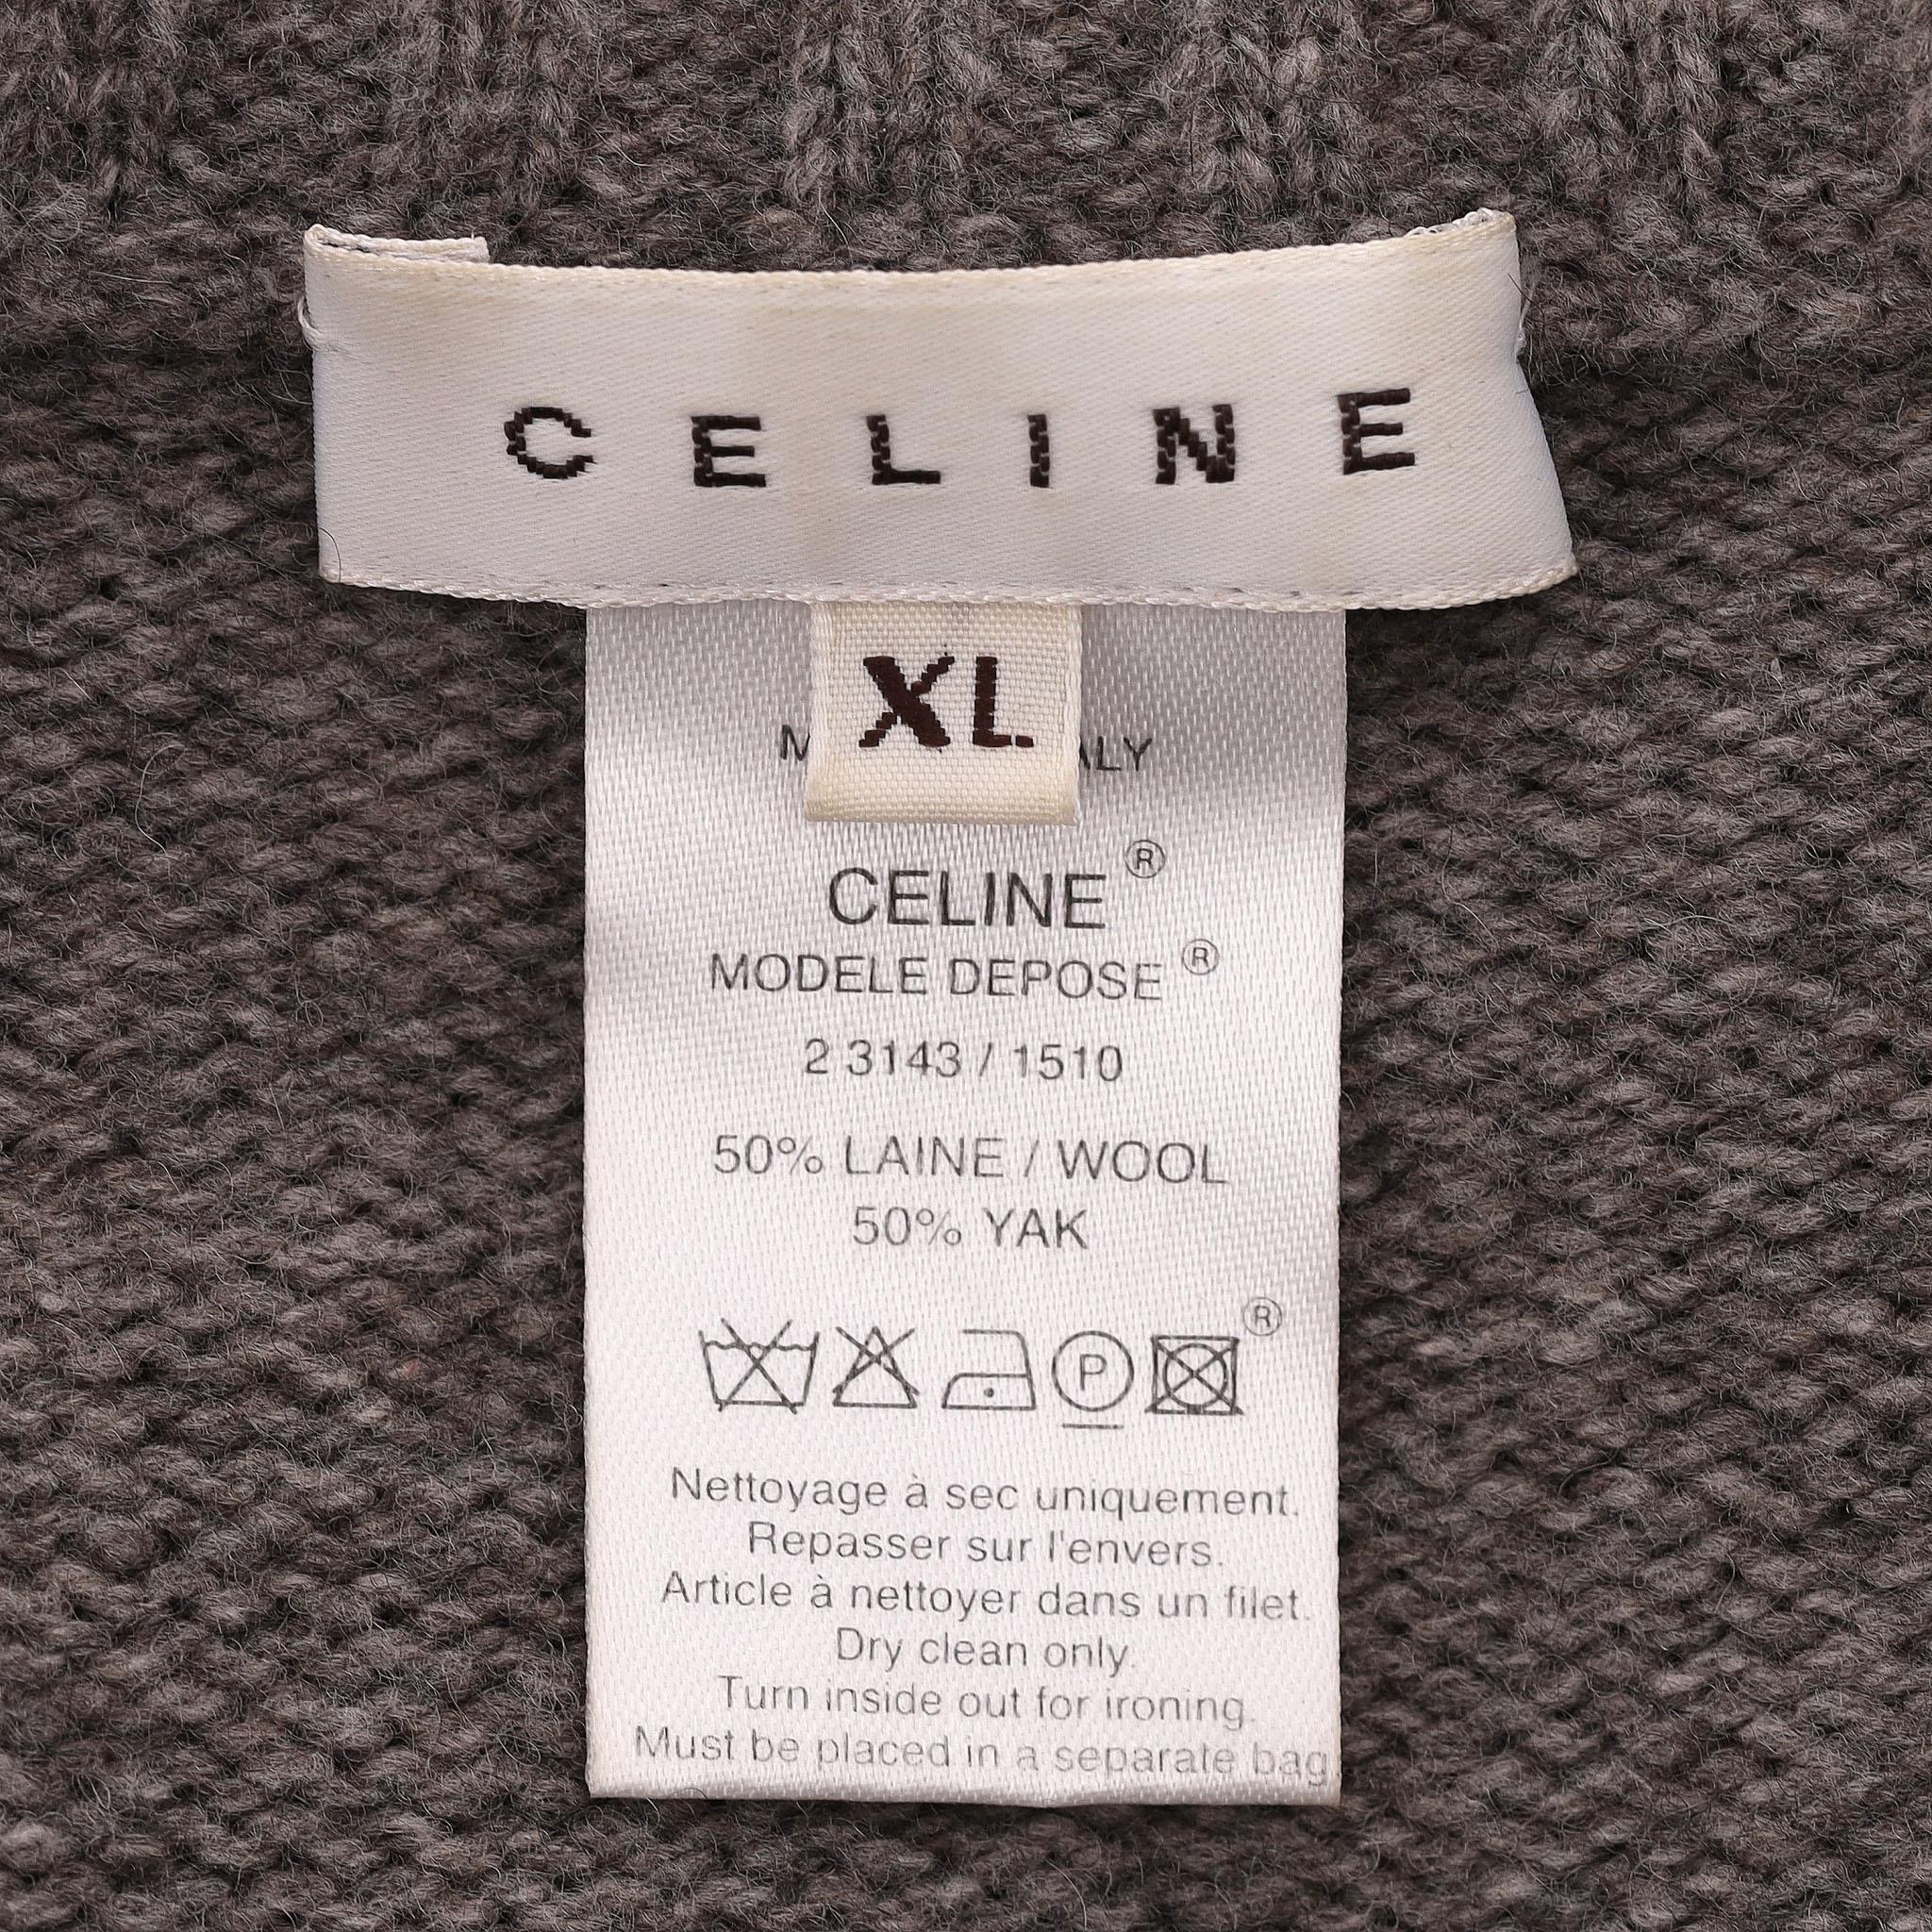 CELINE
XL
M ALY
CELINE ®
MODELE DEPOSE ®
2 3143 / 1510
50% LAINE / WOOL
50% YAK
®
P
Nettoyage à sec uniquement.
Repasser sur l'envers.
Article à nettoyer dans un filet.
Dry clean only.
Turn inside out for ironing.
Must be placed in a separate bag